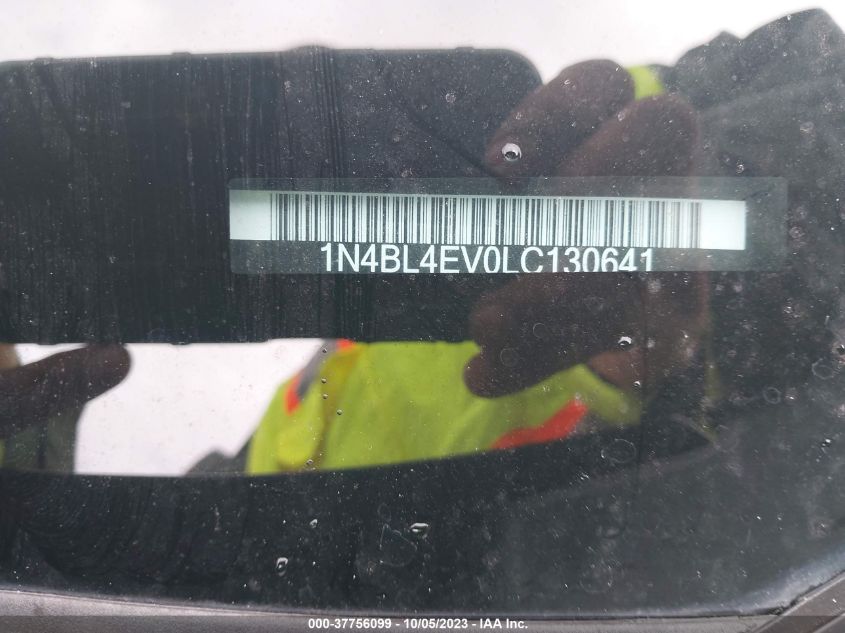 1N4BL4EV0LC130641
000-37756099 • 10/05/2023 - IAA Inc.